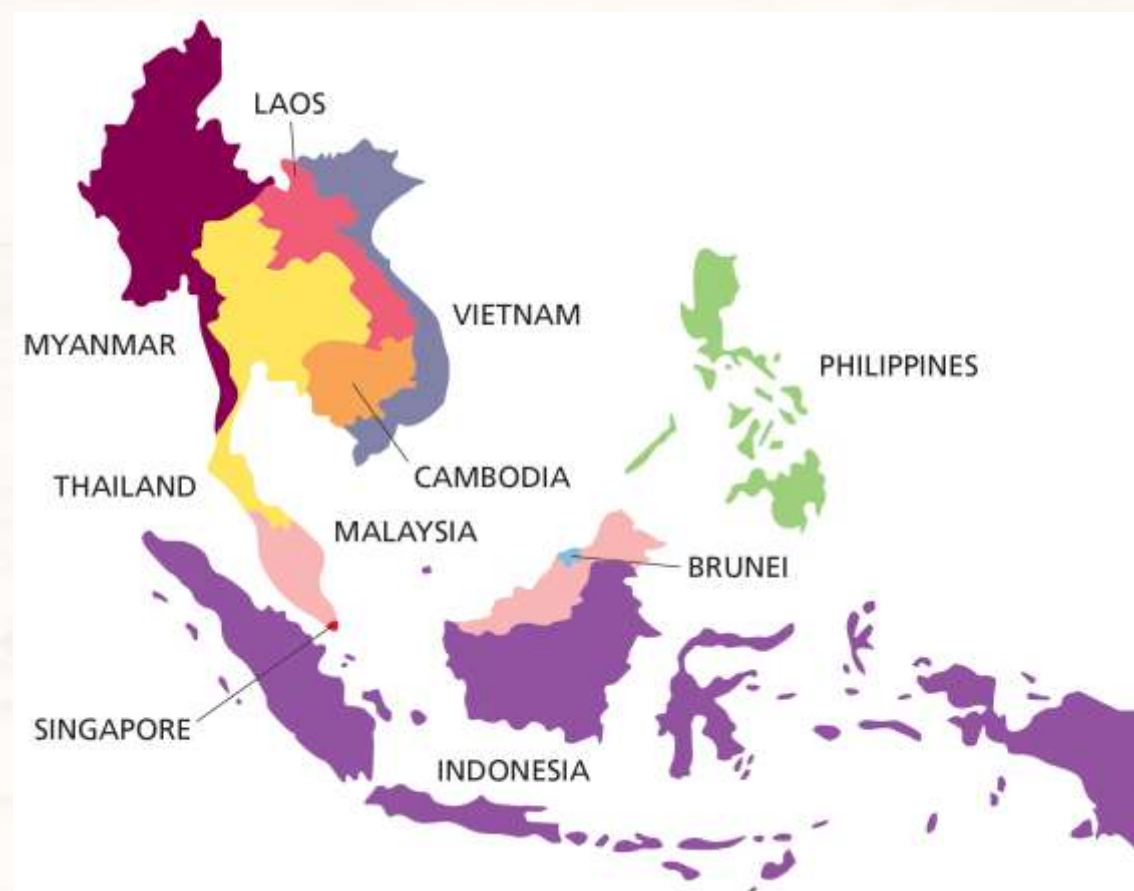 LAOS
VIETNAM
MYANMAR
PHILIPPINES
CAMBODIA
THAILAND
MALAYSIA
BRUNEI
SINGAPORE
INDONESIA